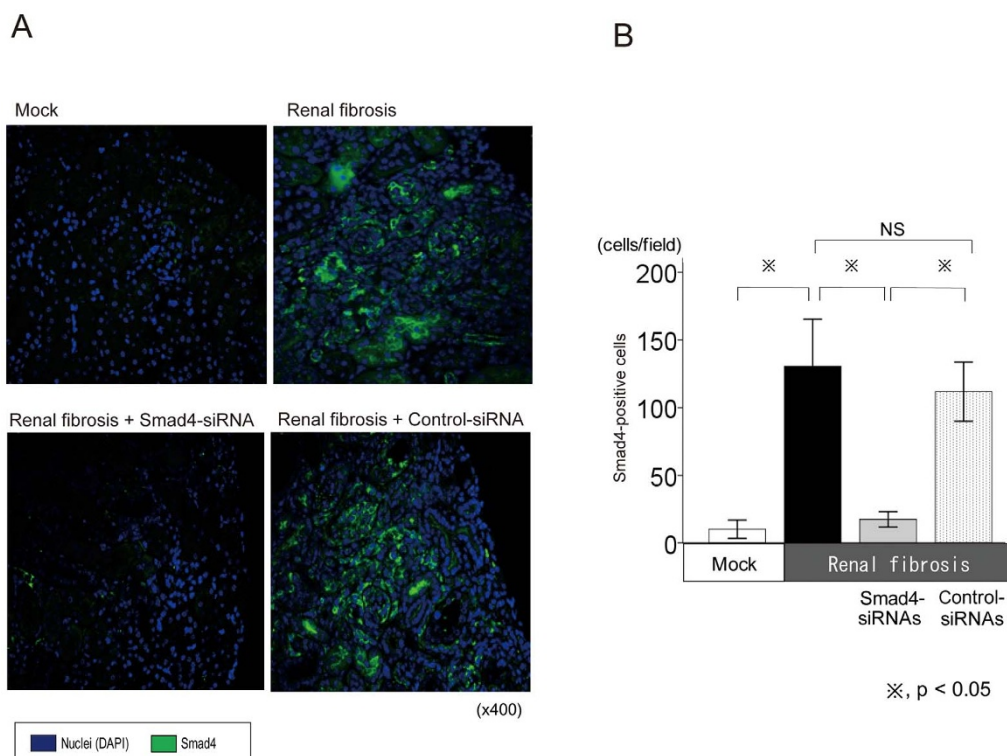 A
Mock
Renal fibrosis
Renal fibrosis + Smad4-siRNA
Renal fibrosis + Control-siRNA
(x400)
Nuclei (DAPI)
Smad4
B
(cells/field)
NS
※
※
※
Smad4-positive cells
200
150
100
50
0
Mock
Renal fibrosis
Smad4-
siRNAs
Control-
siRNAs
※, p < 0.05